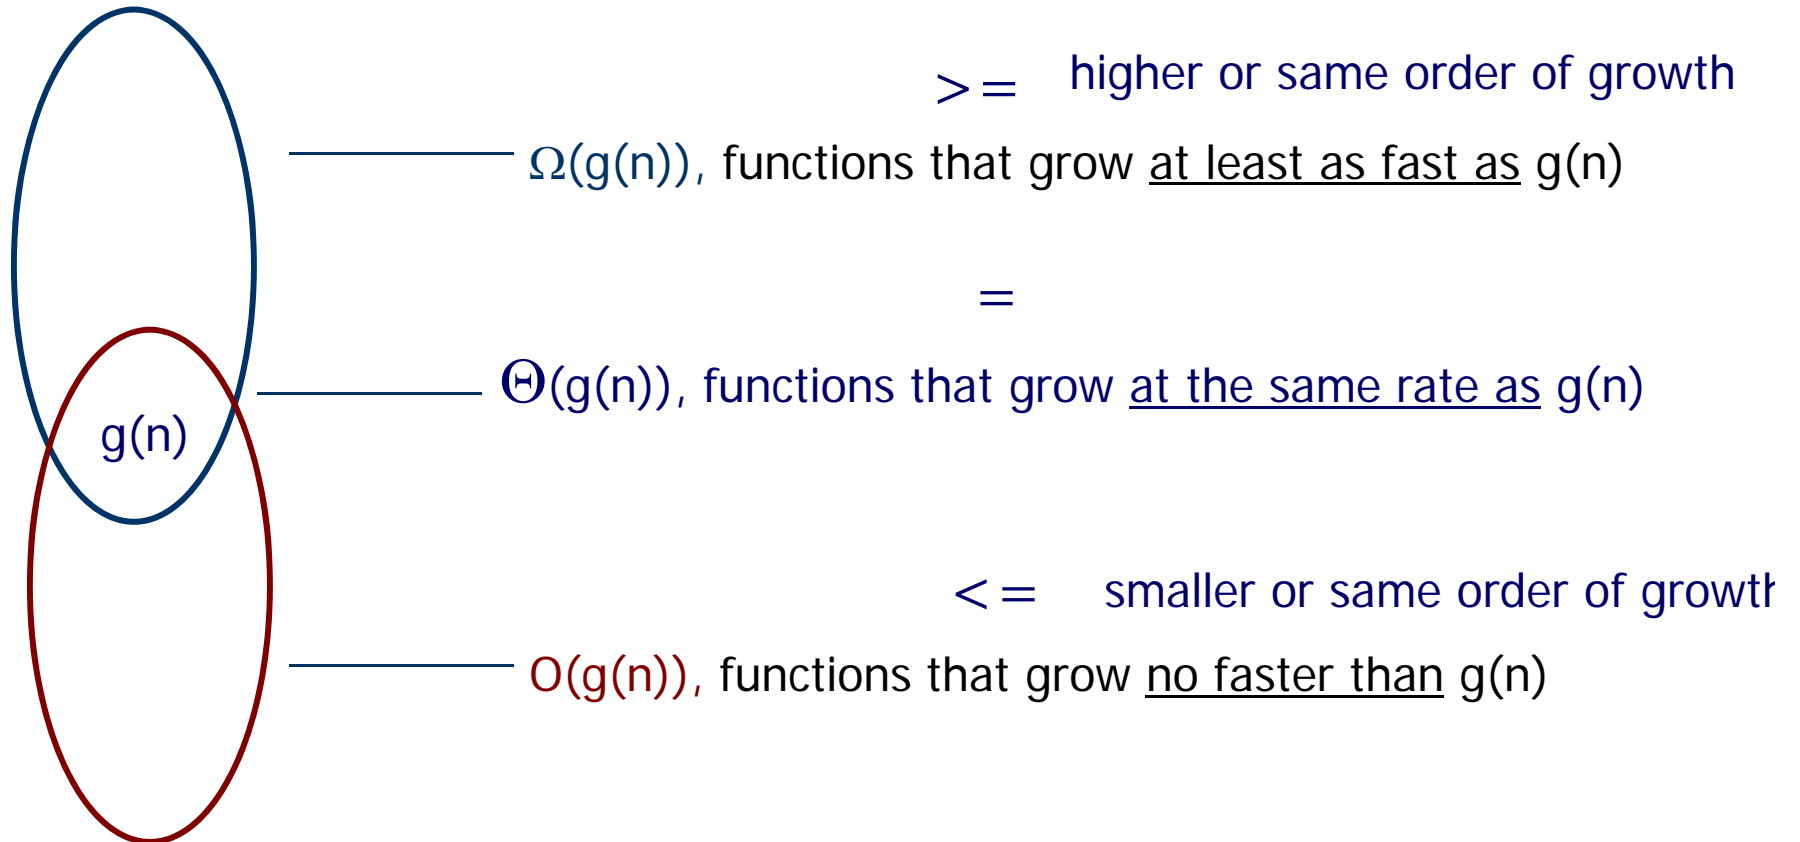 >= higher or same order of growth
Ω(g(n)), functions that grow at least as fast as g(n)
=
Θ(g(n)), functions that grow at the same rate as g(n)
g(n)
<= smaller or same order of growth
O(g(n)), functions that grow no faster than g(n)